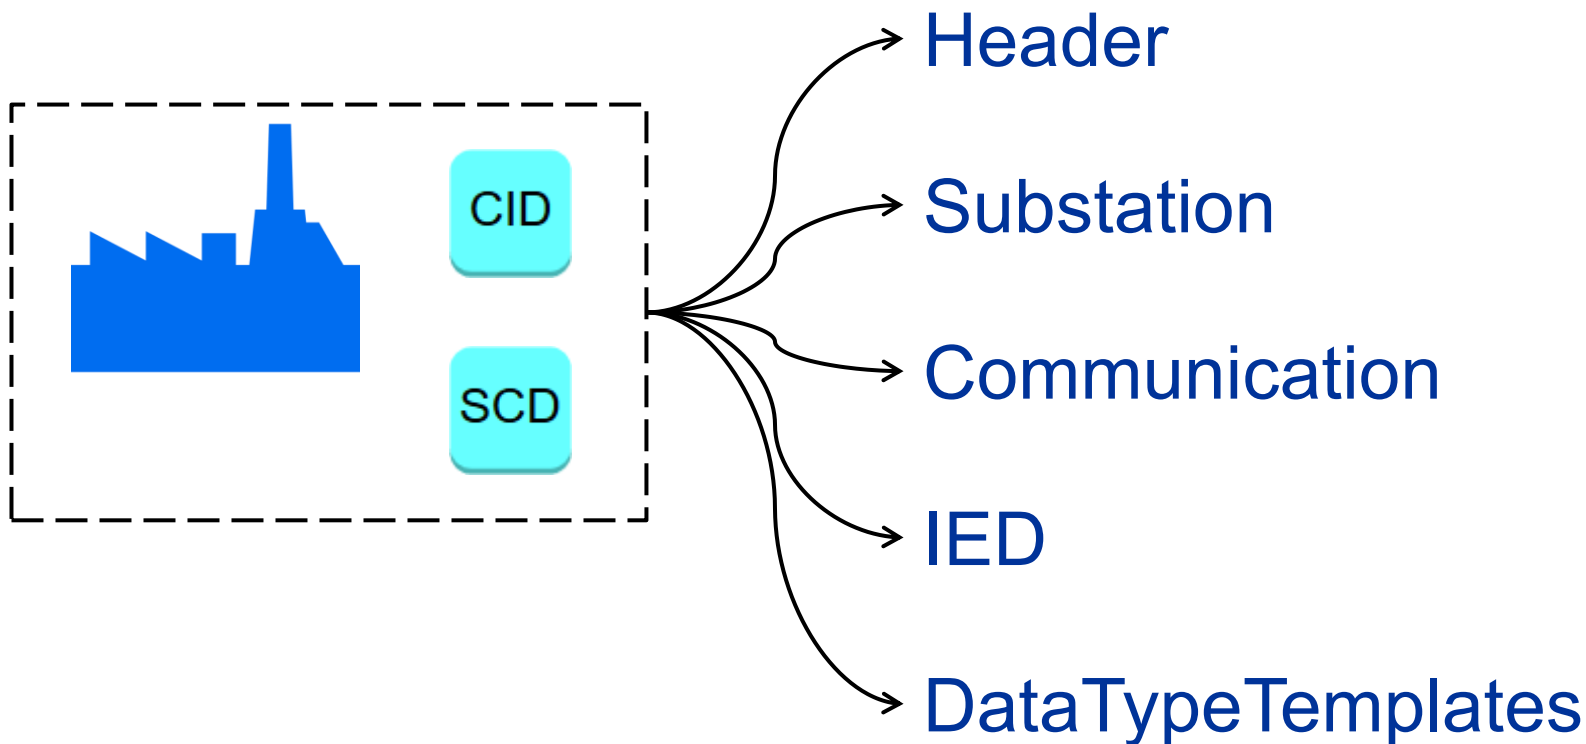 CID
SCD
Header
Substation
Communication
IED
DataTypeTemplates